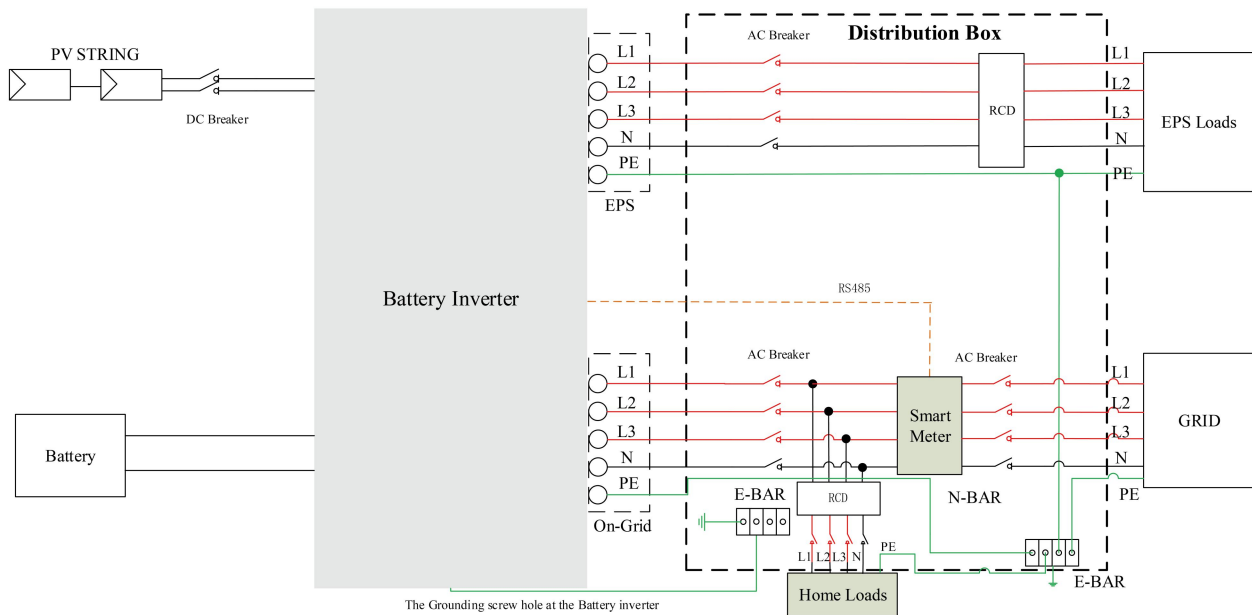 PV STRING
DC Breaker
Battery Inverter
Battery
L1
L2
L3
N
PE
EPS
AC Breaker
Distribution Box
RCD
L1
L2
L3
N
PE
EPS Loads
RS485
L1
L2
L3
N
PE
On-Grid
AC Breaker
AC Breaker
Smart
Meter
L1
L2
L3
N
PE
GRID
E-BAR
RCD
N-BAR
L1
L2
L3
N
PE
E-BAR
Home Loads
The Grounding screw hole at the Battery inverter